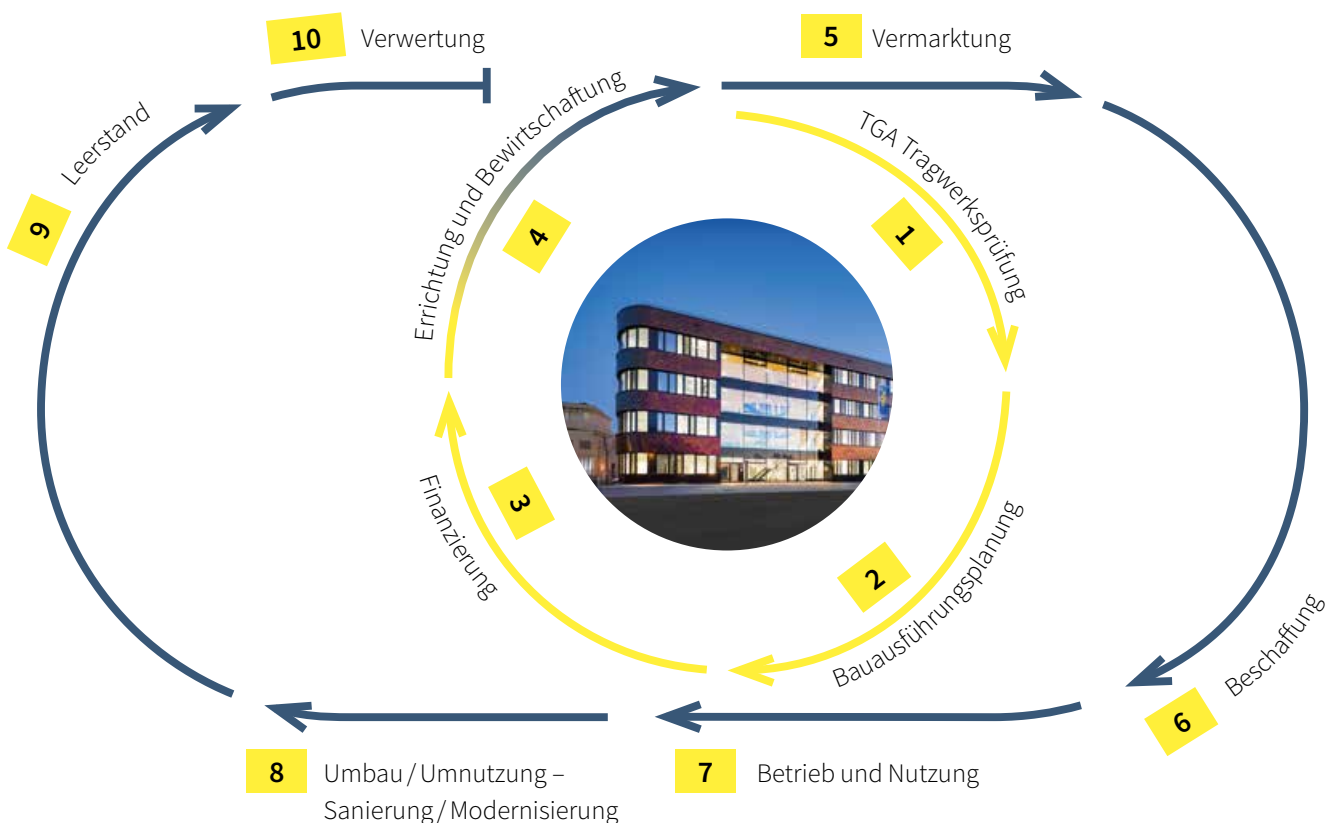 10 Verwertung
5 Vermarktung
Errichtung und Bewirtschaftung
4
TGA Tragwerksprüfung
1
Leerstand
9
Finanzierung
3
Bauausführungsplanung
2
Beschaffung
6
8 Umbau / Umnutzung –
Sanierung / Modernisierung
7 Betrieb und Nutzung